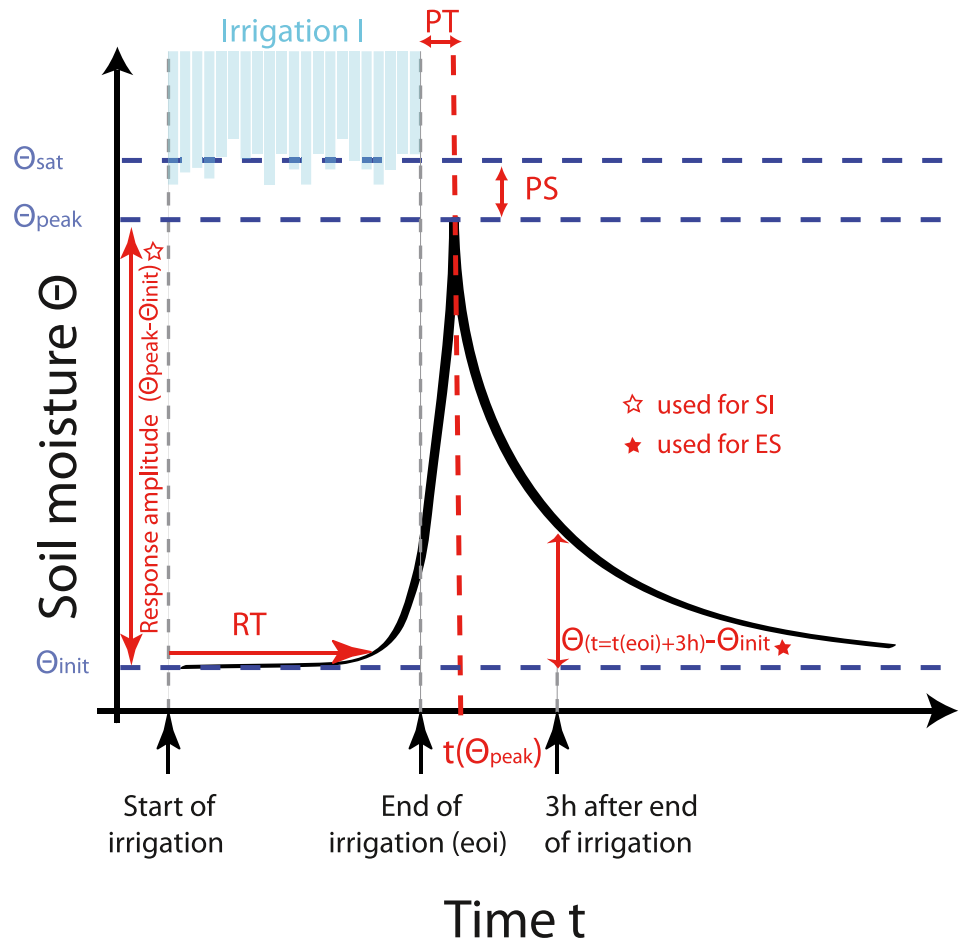 Irrigation I
PT
Θsat
PS
Θpeak
Soil moisture Θ
Response amplitude (Θpeak-Θinit)☆
☆ used for SI
★ used for ES
RT
Θ(t=t(eoi)+3h)-Θinit★
Θinit
t(Θpeak)
Start of
irrigation
End of
irrigation (eoi)
3h after end
of irrigation
Time t